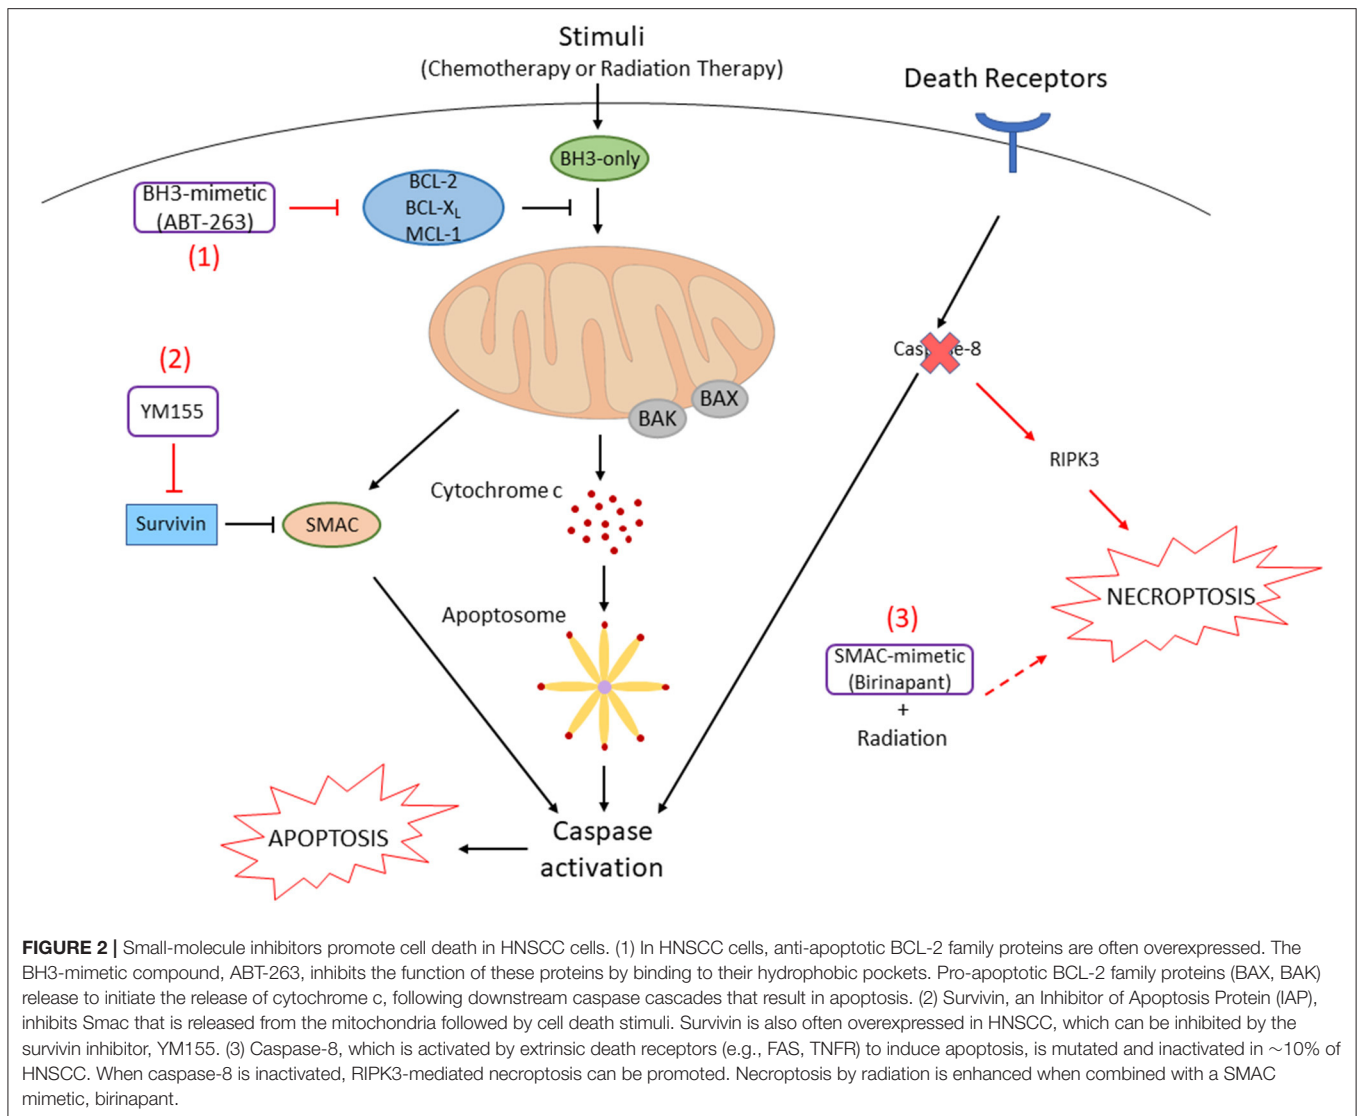 Stimuli
(Chemotherapy or Radiation Therapy)
Death Receptors
BH3-only
BH3-mimetic
(ABT-263)
(1)
BCL-2
BCL-XL
MCL-1
(2)
YM155
Caspase-8
BAX
BAK
RIPK3
Cytochrome c
Survivin
SMAC
NECROPTOSIS
Apoptosome
(3)
SMAC-mimetic
(Birinapant)
+
Radiation
APOPTOSIS
Caspase
activation
FIGURE 2 | Small-molecule inhibitors promote cell death in HNSCC cells. (1) In HNSCC cells, anti-apoptotic BCL-2 family proteins are often overexpressed. The
BH3-mimetic compound, ABT-263, inhibits the function of these proteins by binding to their hydrophobic pockets. Pro-apoptotic BCL-2 family proteins (BAX, BAK)
release to initiate the release of cytochrome c, following downstream caspase cascades that result in apoptosis. (2) Survivin, an Inhibitor of Apoptosis Protein (IAP),
inhibits Smac that is released from the mitochondria followed by cell death stimuli. Survivin is also often overexpressed in HNSCC, which can be inhibited by the
survivin inhibitor, YM155. (3) Caspase-8, which is activated by extrinsic death receptors (e.g., FAS, TNFR) to induce apoptosis, is mutated and inactivated in ∼10% of
HNSCC. When caspase-8 is inactivated, RIPK3-mediated necroptosis can be promoted. Necroptosis by radiation is enhanced when combined with a SMAC
mimetic, birinapant.